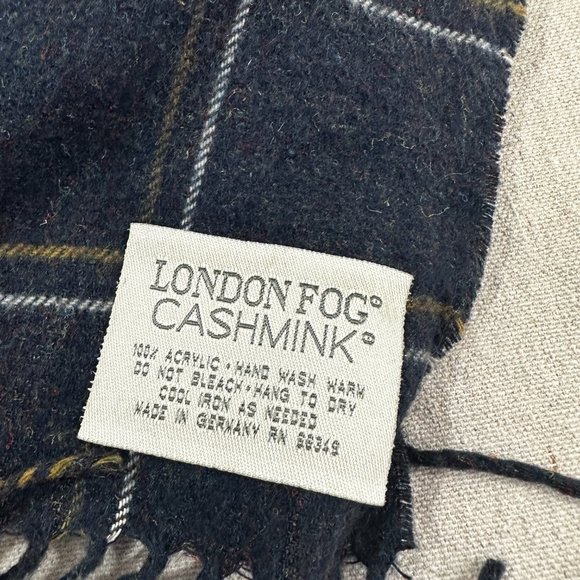 LONDON FOG®
CASHMINK®
100% ACRYLIC • HAND WASH WARM
DO NOT BLEACH • HANG TO DRY
COOL IRON AS NEEDED
MADE IN GERMANY RN